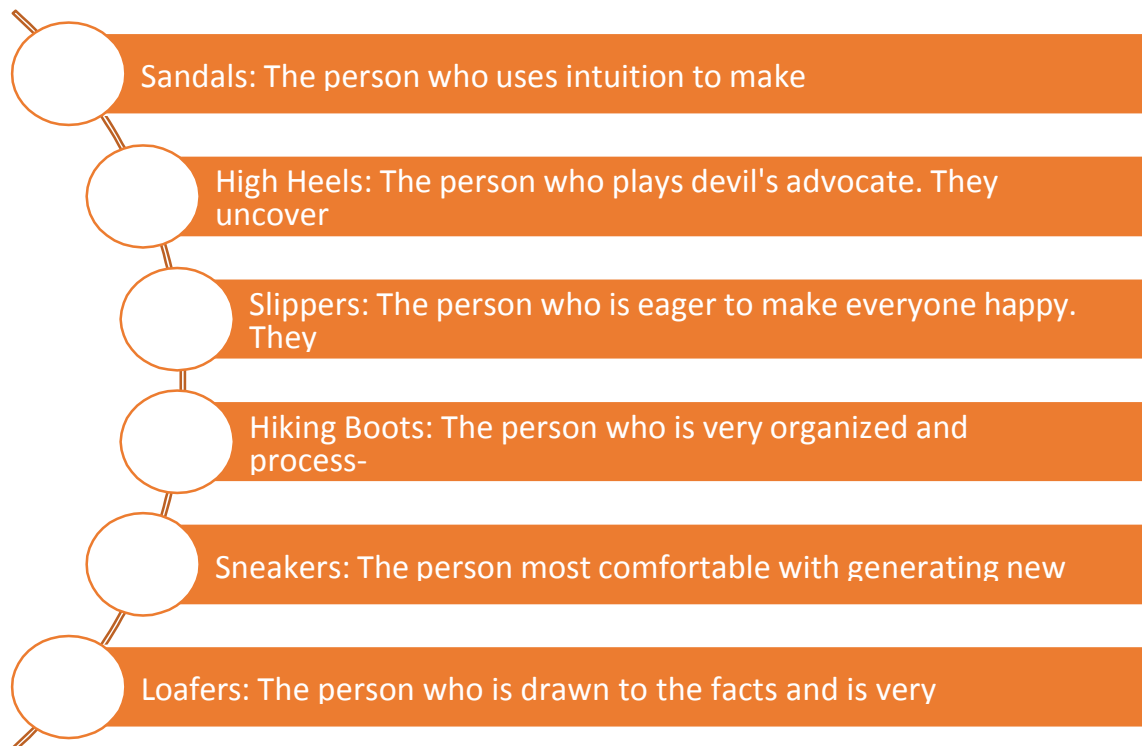 Sandals: The person who uses intuition to make
High Heels: The person who plays devil's advocate. They
uncover
Slippers: The person who is eager to make everyone happy.
They
Hiking Boots: The person who is very organized and
process-
Sneakers: The person most comfortable with generating new
Loafers: The person who is drawn to the facts and is very